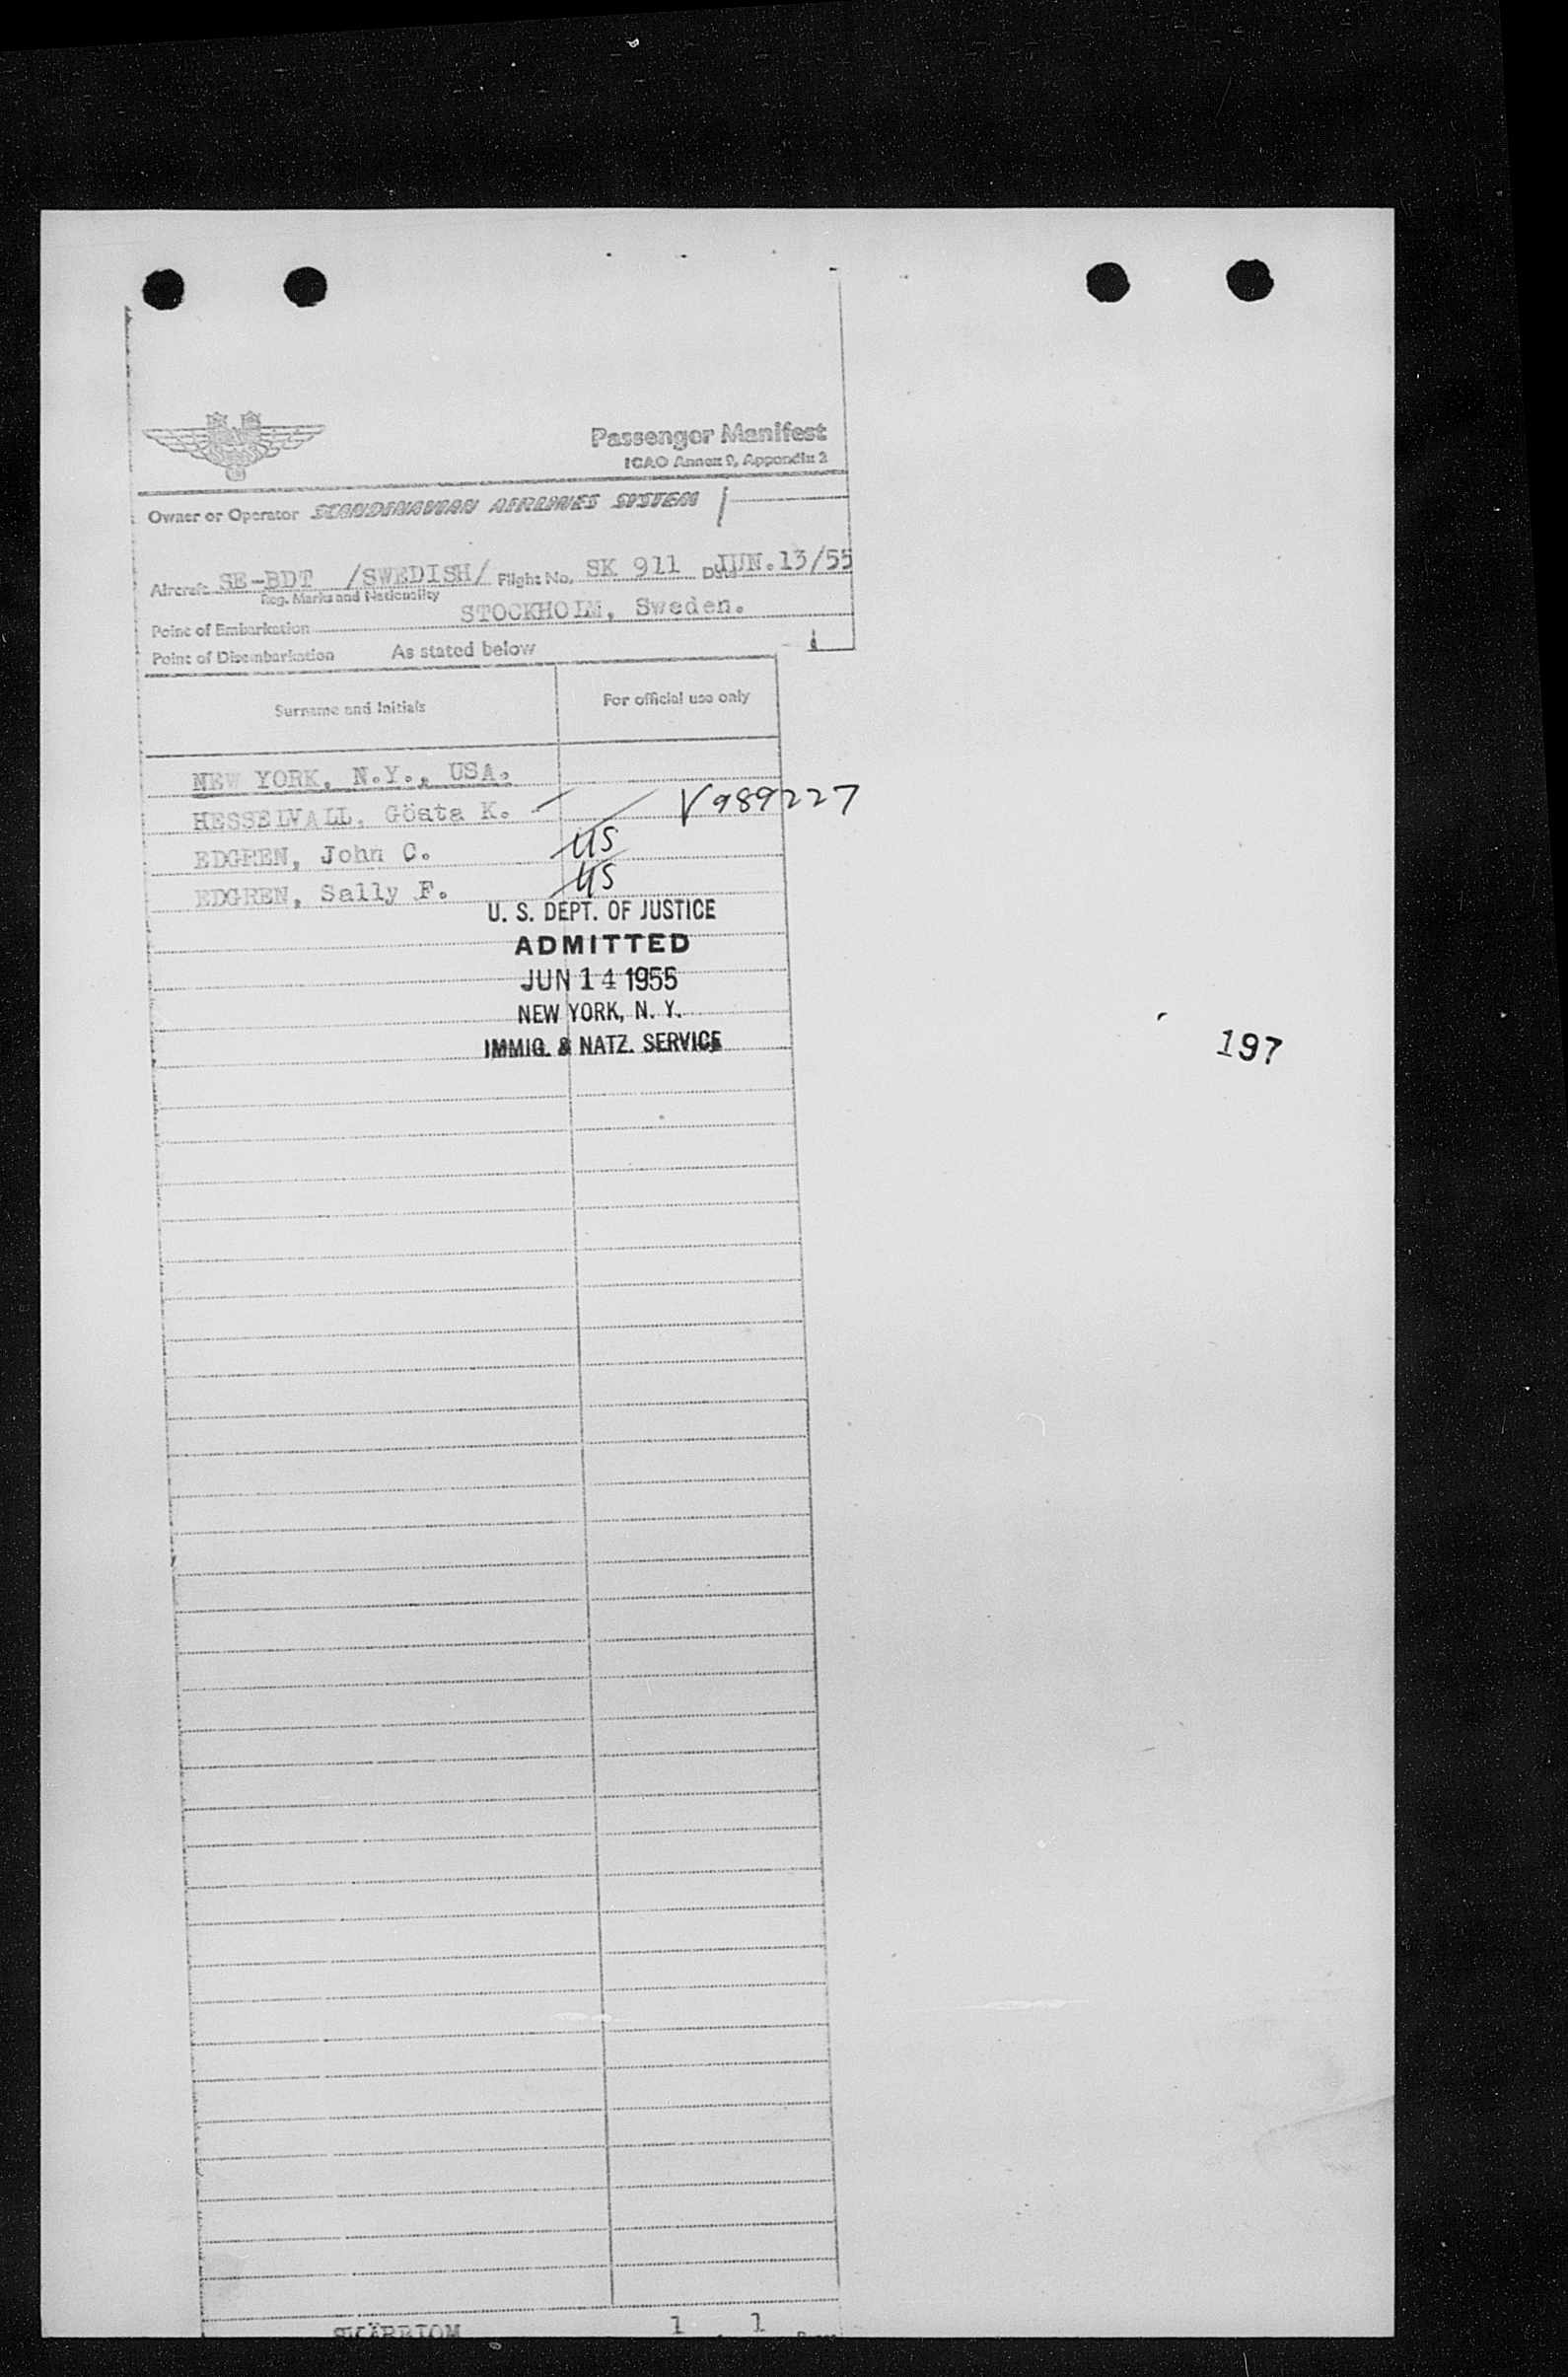 Passenger Manifest
ICAO Annex 9, Appendix 2
Owner or Operator SCANDINAVIAN AIRLINES SYSTEM
Aircraft SE-BDT /SWEDISH/ Flight No. SK 911 Date JUN.13/55
Reg. Marks and Nationality
Point of Embarkation STOCKHOLM, Sweden.
Point of Disembarkation As stated below
Surname and Initials For official use only
NEW YORK, N.Y., USA.
HESSELVALL, Gösta K. V989227
EDGREN, John C. US
EDGREN, Sally F. US
U. S. DEPT. OF JUSTICE
ADMITTED
JUN 14 1955
NEW YORK, N. Y.
IMMIG. & NATZ. SERVICE
197
1 1